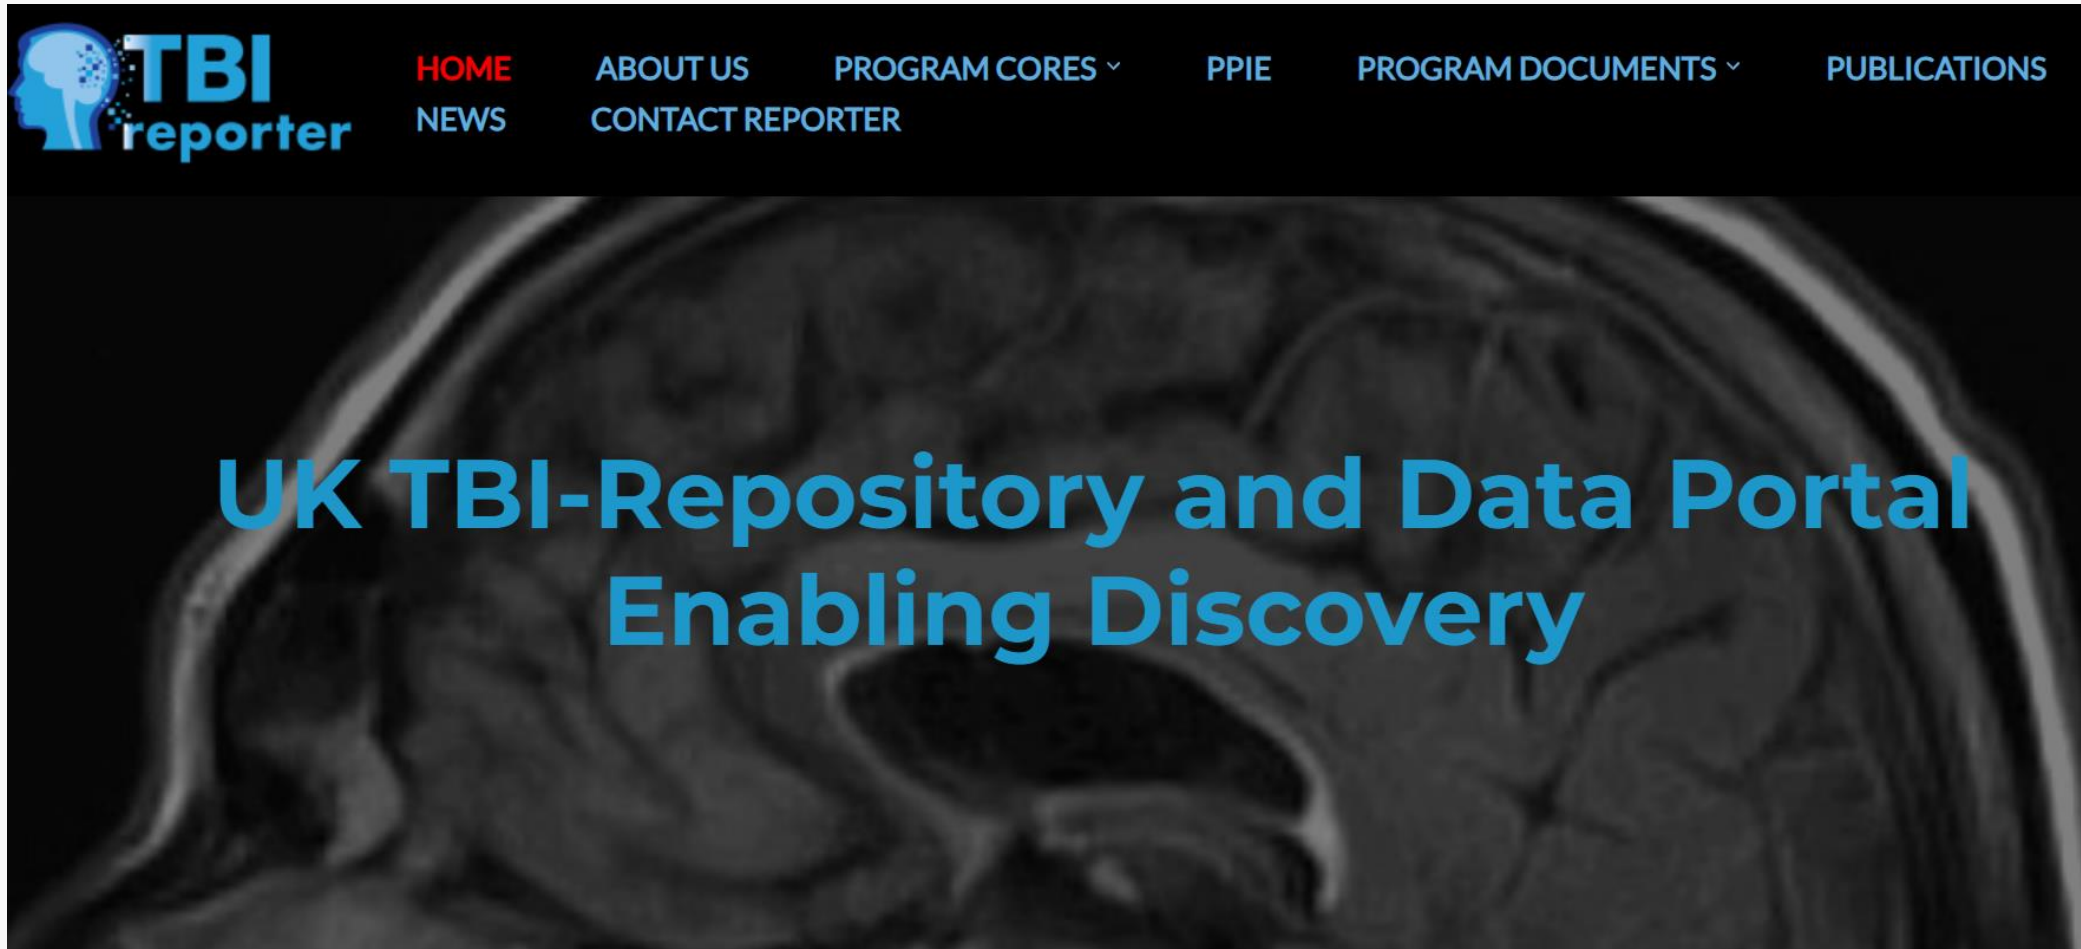 TBI
reporter
HOME ABOUT US PROGRAM CORES PPIE PROGRAM DOCUMENTS PUBLICATIONS
NEWS CONTACT REPORTER
UK TBI-Repository and Data Portal
Enabling Discovery